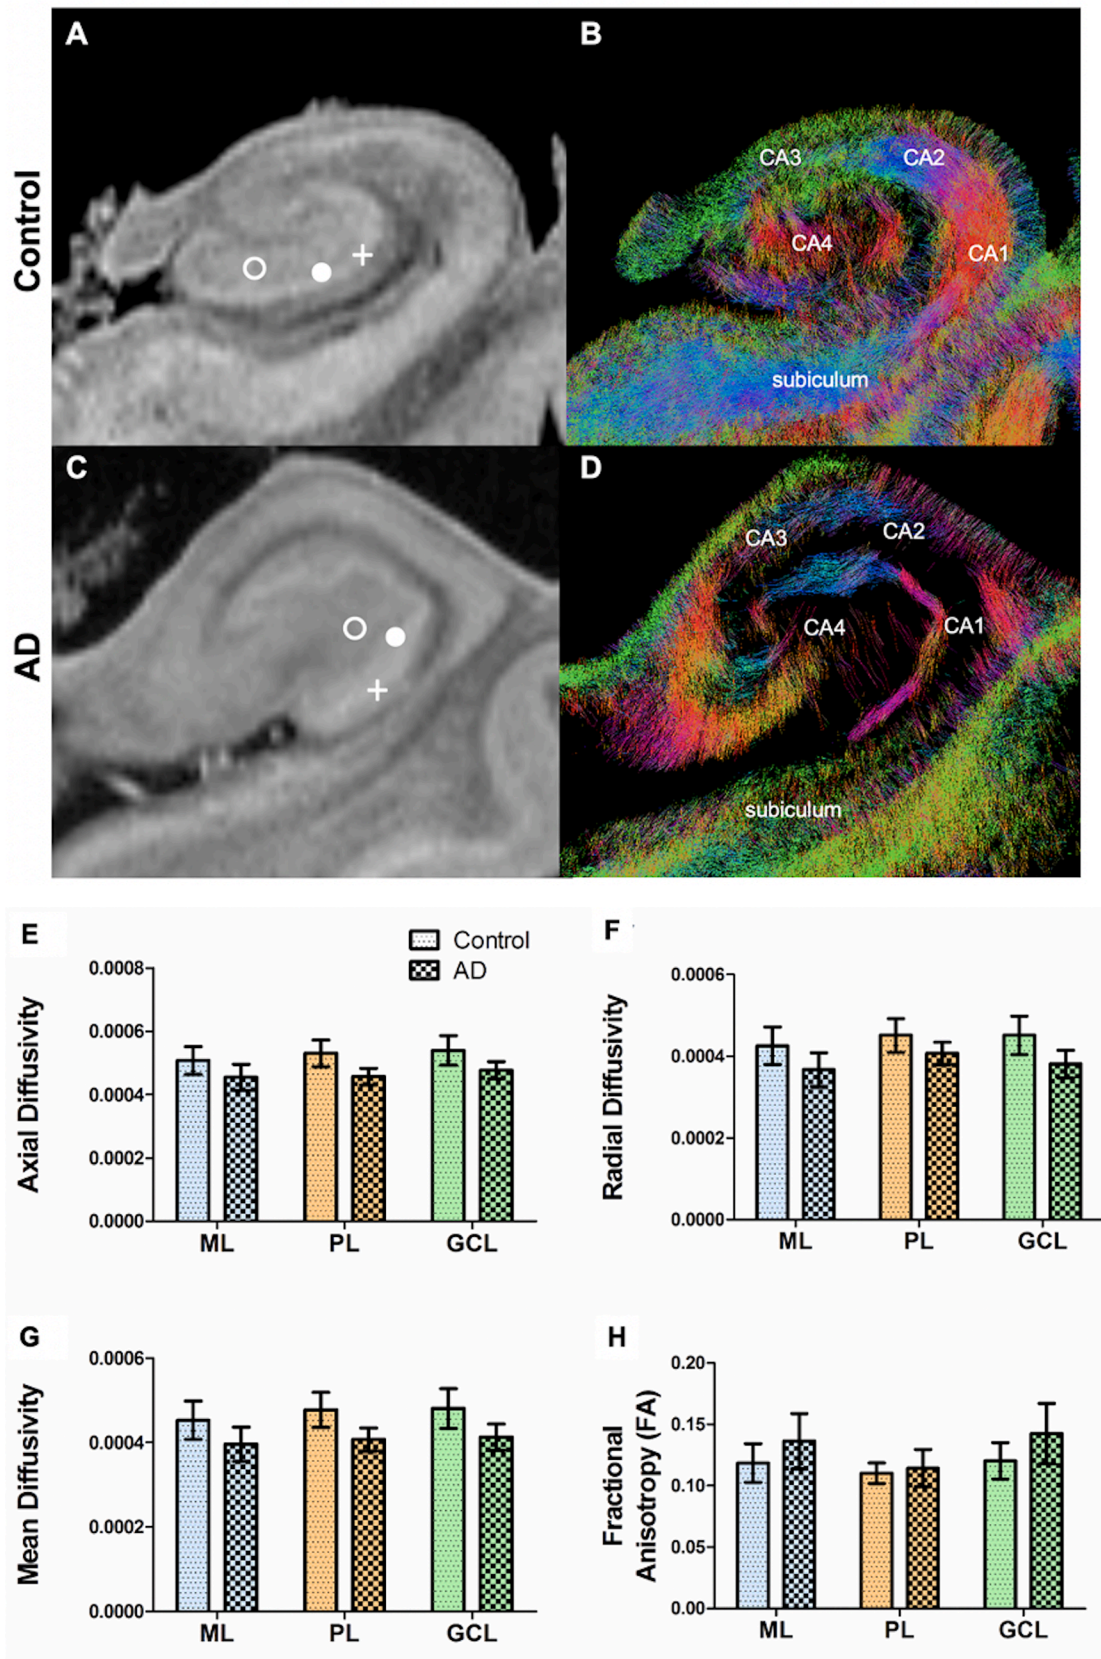 A
B
Control
CA3
CA2
CA4
CA1
subiculum
C
D
AD
CA3
CA2
CA4
CA1
subiculum
E
Control
AD
Axial Diffusivity
0.0008
0.0006
0.0004
0.0002
0.0000
ML PL GCL
F
Radial Diffusivity
0.0006
0.0004
0.0002
0.0000
ML PL GCL
G
Mean Diffusivity
0.0006
0.0004
0.0002
0.0000
ML PL GCL
H
Fractional
Anisotropy (FA)
0.20
0.15
0.10
0.05
0.00
ML PL GCL